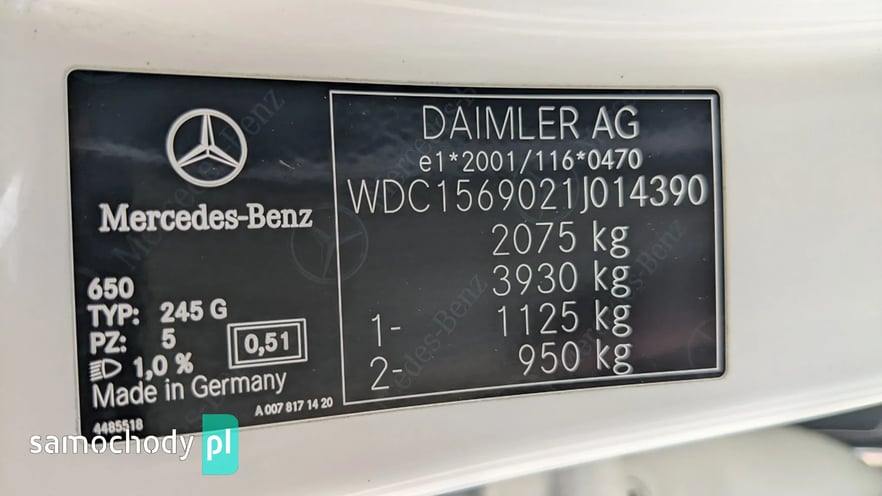 Mercedes-Benz
650
TYP: 245 G
PZ: 5
1,0 %
0,51
Made in Germany
4485518
A 007 817 14 20
DAIMLER AG
e1*2001/116*0470
WDC1569021J014390
2075 kg
3930 kg
1- 1125 kg
2- 950 kg
samochody pl